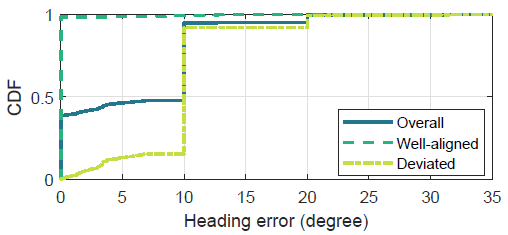 1
0.5
0
CDF
Overall
Well-aligned
Deviated
0 5 10 15 20 25 30 35
Heading error (degree)